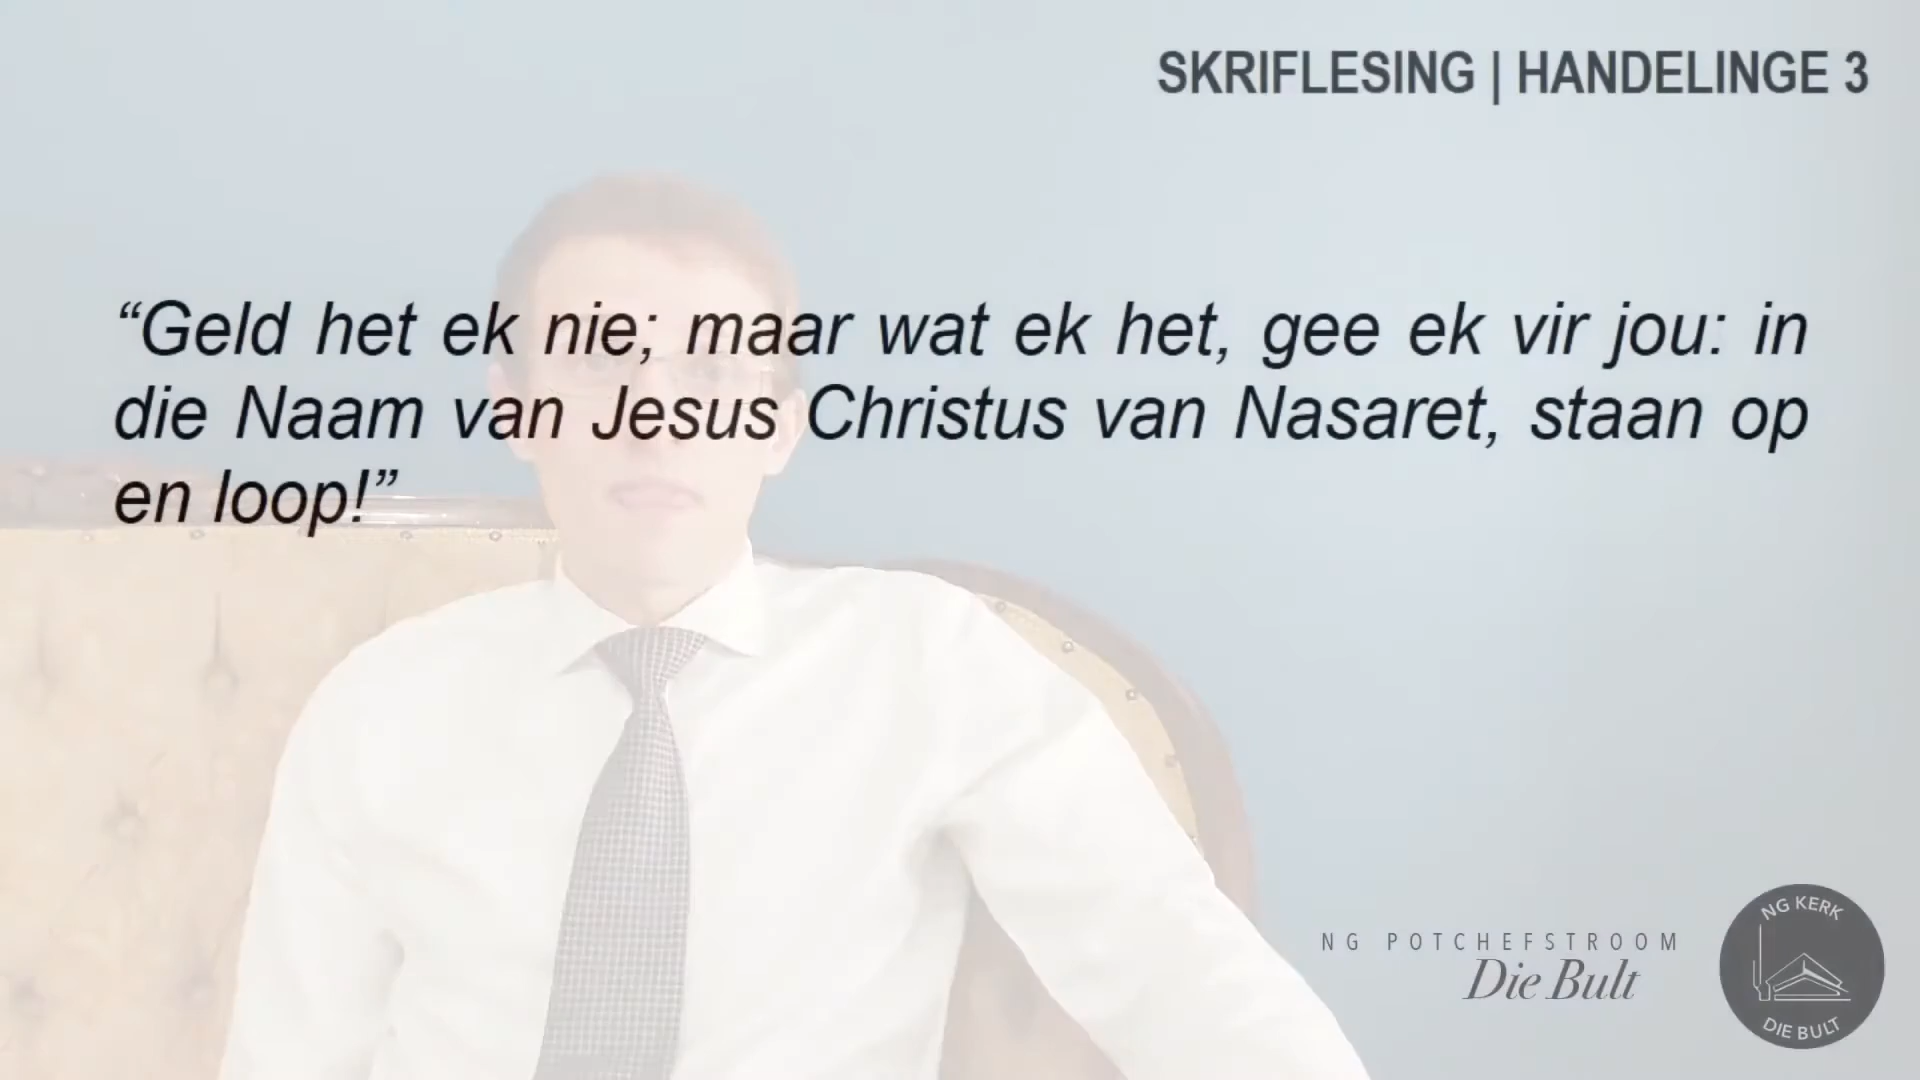 SKRIFLESING | HANDELINGE 3
“Geld het ek nie; maar wat ek het, gee ek vir jou: in
die Naam van Jesus Christus van Nasaret, staan op
en loop!”
NG POTCHEFSTROOM
Die Bult
NG KERK
DIE BULT